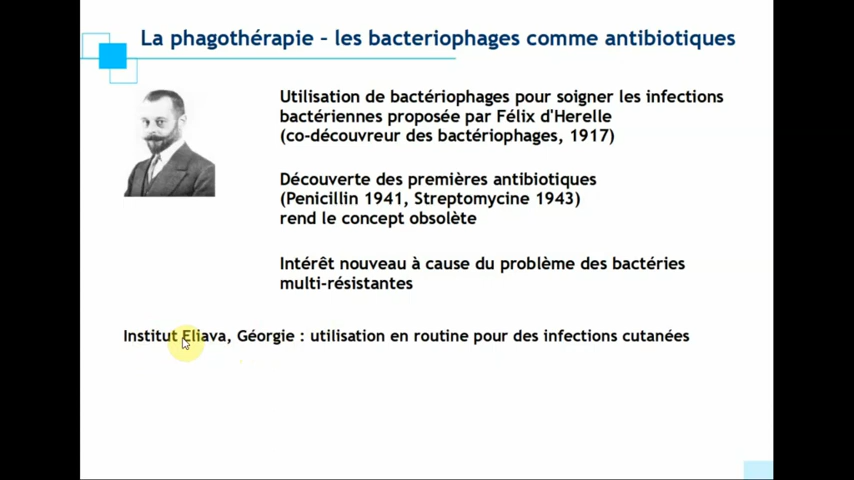 La phagothérapie - les bacteriophages comme antibiotiques
Utilisation de bactériophages pour soigner les infections
bactériennes proposée par Félix d'Herelle
(co-découvreur des bactériophages, 1917)
Découverte des premières antibiotiques
(Penicillin 1941, Streptomycine 1943)
rend le concept obsolète
Intérêt nouveau à cause du problème des bactéries
multi-résistantes
Institut Eliava, Géorgie : utilisation en routine pour des infections cutanées